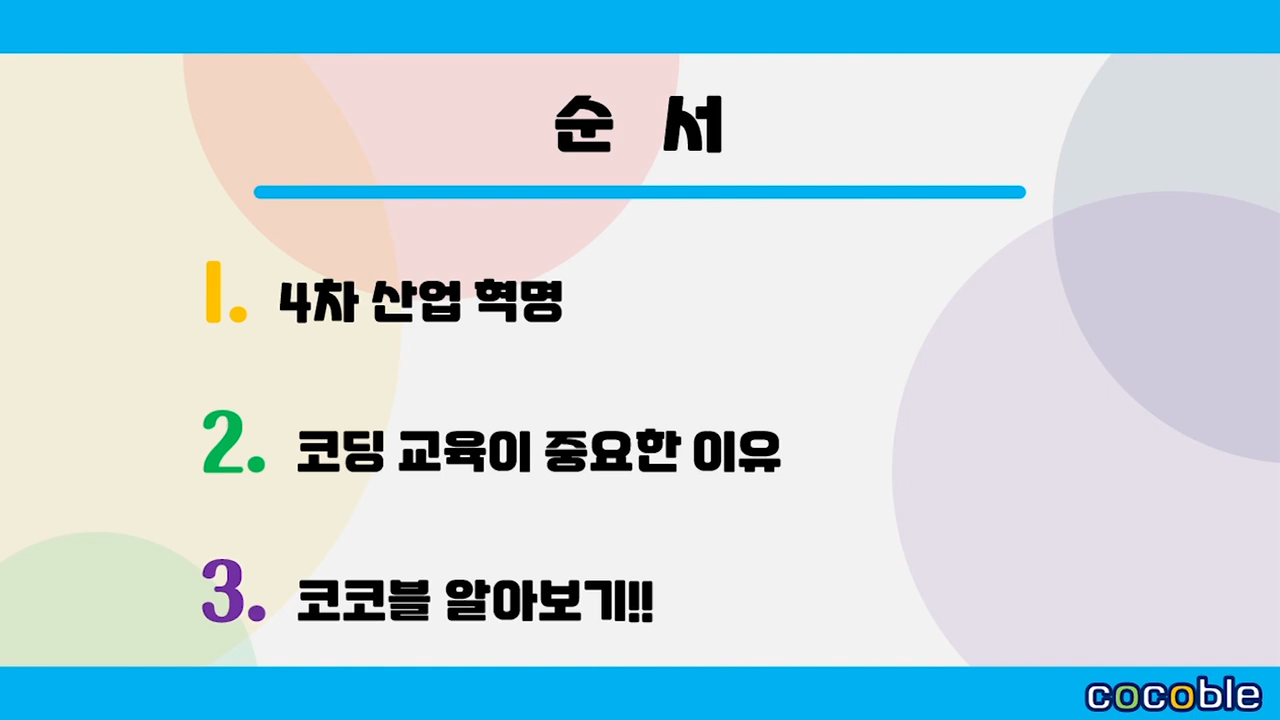 순 서
1. 4차 산업 혁명
2. 코딩 교육이 중요한 이유
3. 코코블 알아보기!!
cocoble